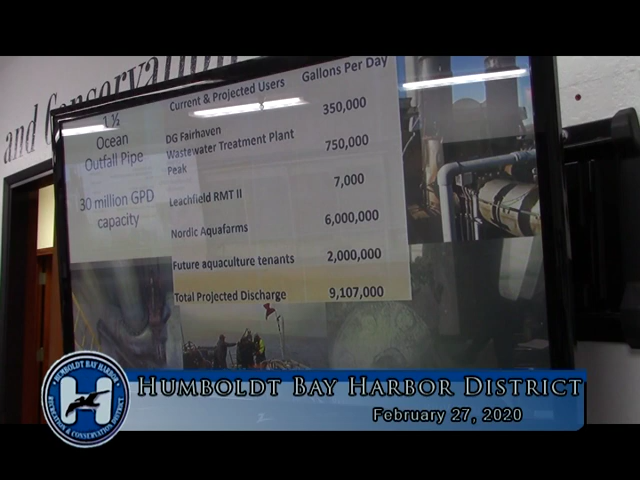 and Conservation
1 ½
Ocean
Outfall Pipe
30 million GPD
capacity
Current & Projected Users
Gallons Per Day
DG Fairhaven
350,000
Wastewater Treatment Plant
Peak
750,000
Leachfield RMT II
7,000
Nordic Aquafarms
6,000,000
Future aquaculture tenants
2,000,000
Total Projected Discharge
9,107,000
HUMBOLDT BAY HARBOR
RECREATION & CONSERVATION DISTRICT
HUMBOLDT BAY HARBOR DISTRICT
February 27, 2020